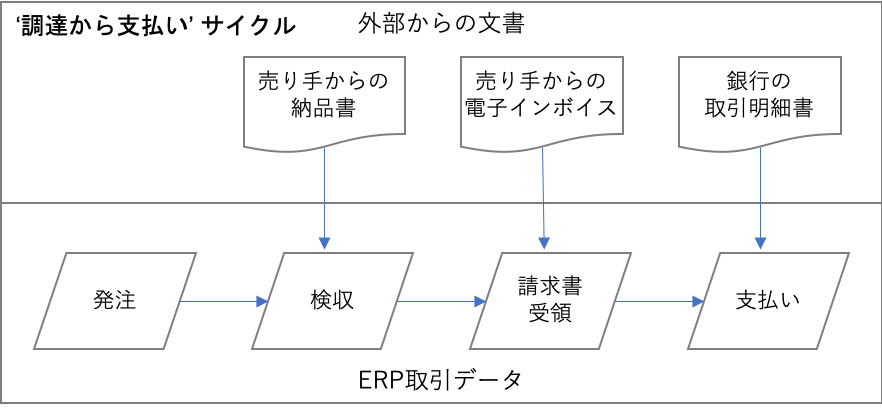 ‘調達から支払い’ サイクル
外部からの文書
売り手からの
納品書
売り手からの
電子インボイス
銀行の
取引明細書
発注
検収
請求書
受領
支払い
ERP取引データ